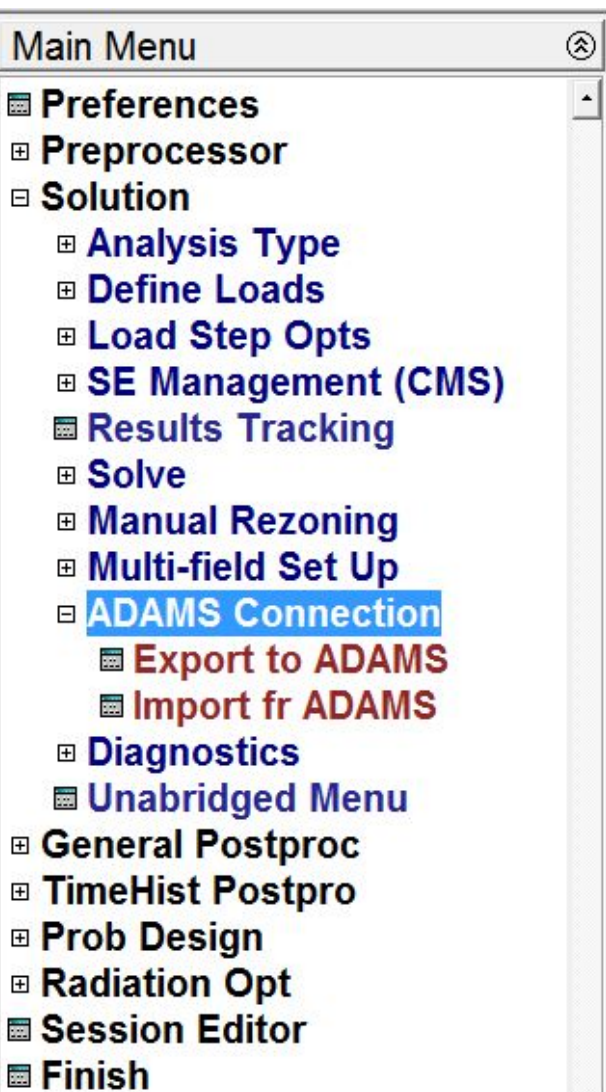 Main Menu
Preferences
Preprocessor
Solution
Analysis Type
Define Loads
Load Step Opts
SE Management (CMS)
Results Tracking
Solve
Manual Rezoning
Multi-field Set Up
ADAMS Connection
Export to ADAMS
Import fr ADAMS
Diagnostics
Unabridged Menu
General Postproc
TimeHist Postpro
Prob Design
Radiation Opt
Session Editor
Finish